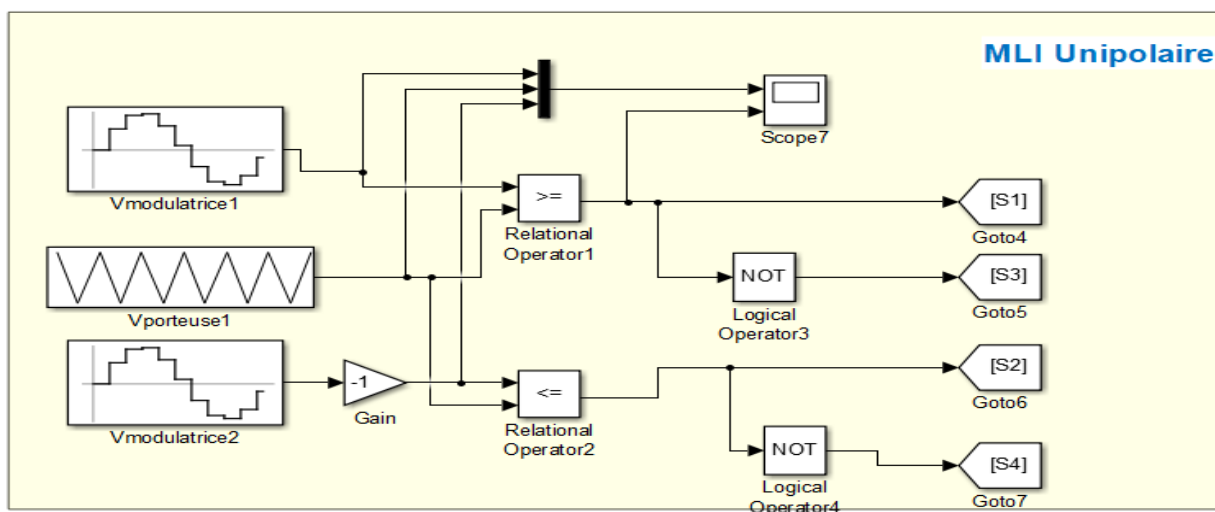 MLI Unipolaire
Scope7
Vmodulatrice1
>=
Relational
Operator1
[S1]
Goto4
Vporteuse1
NOT
Logical
Operator3
[S3]
Goto5
Vmodulatrice2
-1
Gain
<=
Relational
Operator2
[S2]
Goto6
NOT
Logical
Operator4
[S4]
Goto7